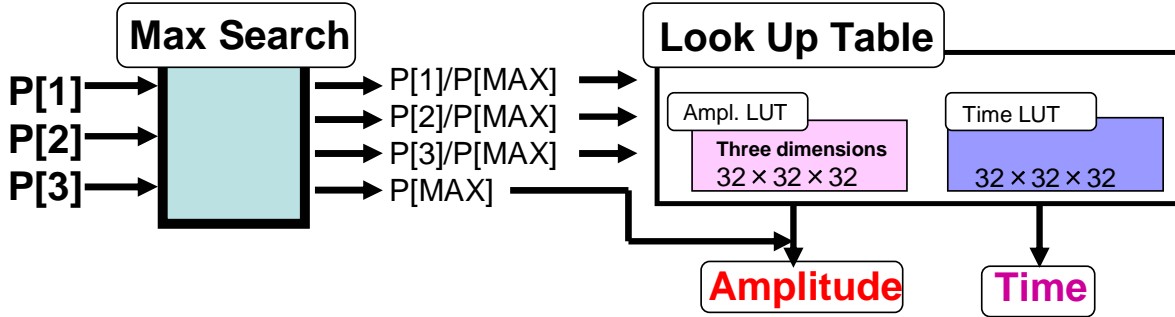 Max Search
Look Up Table
P[1]
P[2]
P[3]
P[1]/P[MAX]
P[2]/P[MAX]
P[3]/P[MAX]
P[MAX]
Ampl. LUT
Three dimensions
32×32×32
Time LUT
32×32×32
Amplitude
Time